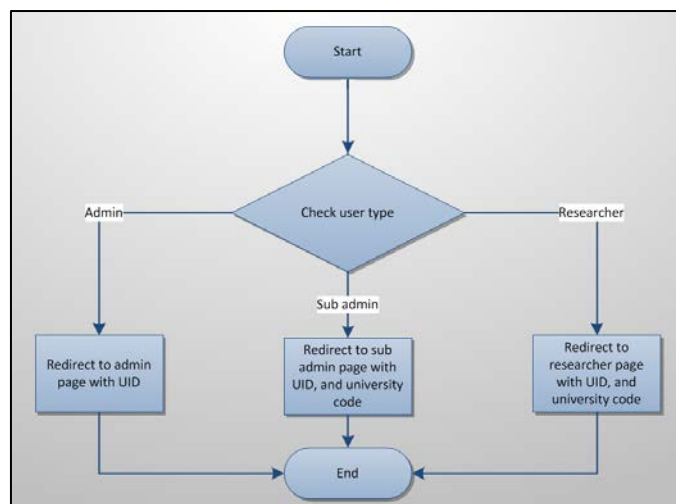 Start
Check user type
Admin
Researcher
Sub admin
Redirect to admin
page with UID
Redirect to sub
admin page with
UID, and university
code
Redirect to
researcher page
with UID, and
university code
End